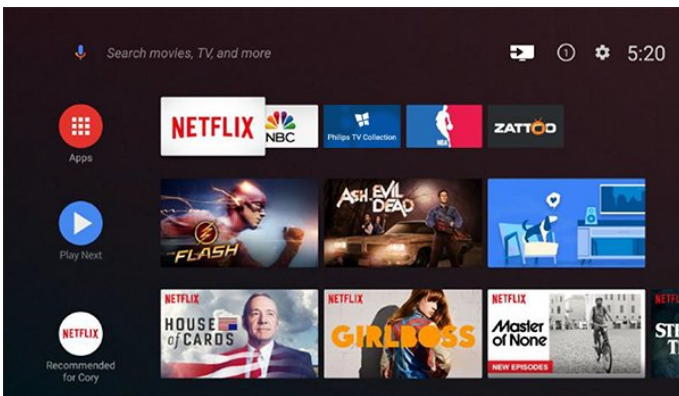 Search movies, TV, and more
1
5:20
Apps
NETFLIX
NBC
Philips TV Collection
NBA
ZATTOO
Play Next
THE
FLASH
ASH vs EVIL
DEAD
NETFLIX
Recommended
for Cory
NETFLIX
HOUSE
of CARDS
NETFLIX
GIRLBOSS
NETFLIX
Master
of None
NEW EPISODES